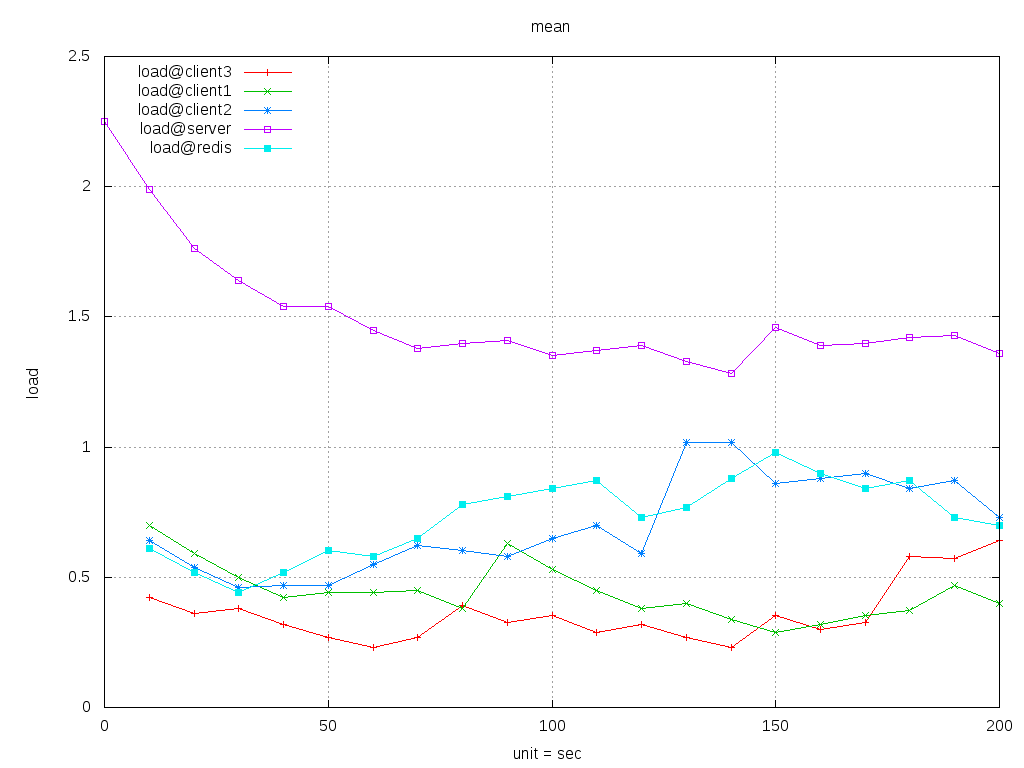 mean
2.5
2
1.5
1
0.5
0
load
load@client3
load@client1
load@client2
load@server
load@redis
0 50 100 150 200
unit = sec